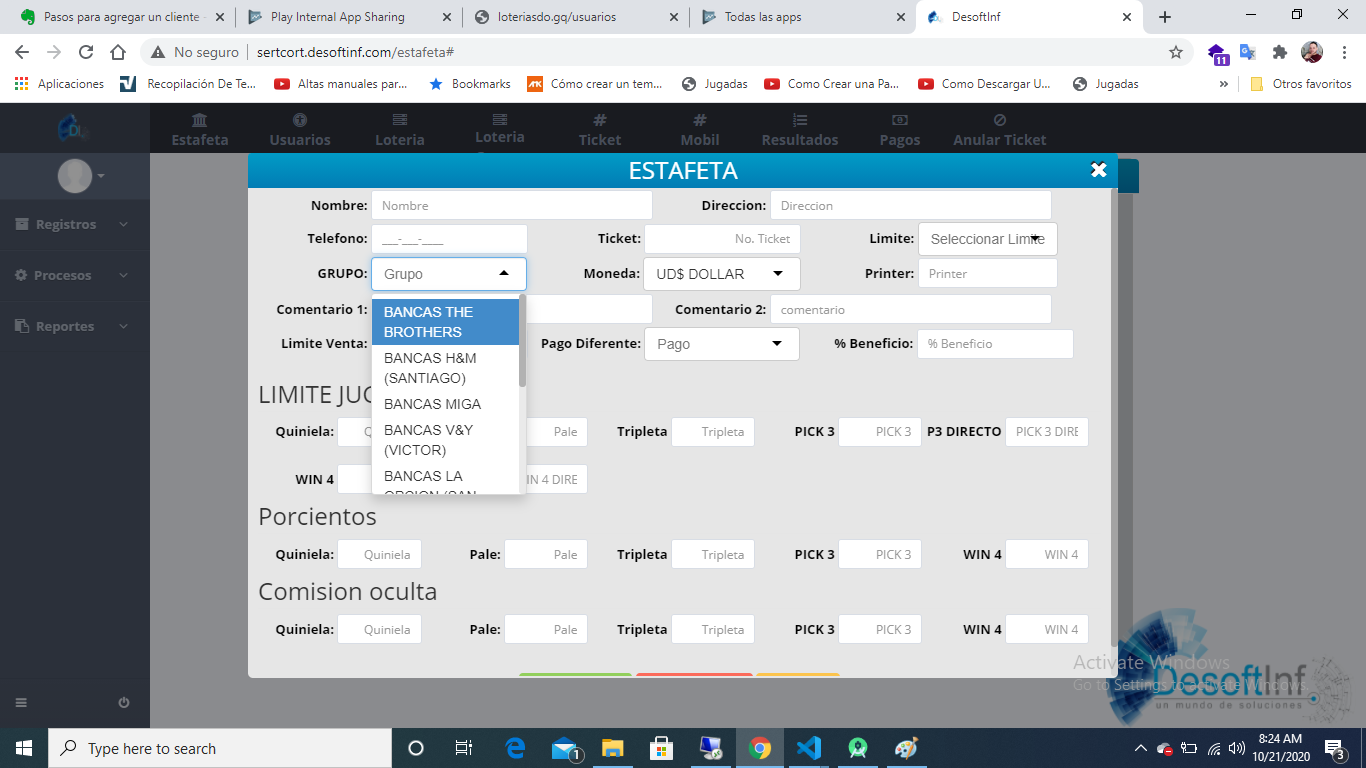 Pasos para agregar un cliente
Play Internal App Sharing
loteriasdo.gq/usuarios
Todas las apps
DesoftInf
No seguro
sertcort.desoftinf.com/estafeta#
11
Aplicaciones
Recopilación De Te...
Altas manuales par...
Bookmarks
Cómo crear un tem...
Jugadas
Como Crear una Pa...
Como Descargar U...
Jugadas
Otros favoritos
Estafeta
Usuarios
Loteria
Loteria
Ticket
Mobil
Resultados
Pagos
Anular Ticket
Registros
Procesos
Reportes
ESTAFETA
Nombre: Nombre
Direccion: Direccion
Telefono: __-__-___
Ticket: No. Ticket
Limite: Seleccionar Limite
GRUPO: Grupo
Moneda: UD$ DOLLAR
Printer: Printer
Comentario 1:
Comentario 2: comentario
Limite Venta:
Pago Diferente: Pago
% Beneficio: % Beneficio
BANCAS THE
BROTHERS
BANCAS H&M
(SANTIAGO)
BANCAS MIGA
BANCAS V&Y
(VICTOR)
BANCAS LA
LIMITE
Quiniela:
Pale
Tripleta Tripleta
PICK 3 PICK 3
P3 DIRECTO PICK 3 DIRE
WIN 4
IN 4 DIRE
Porcientos
Quiniela: Quiniela
Pale: Pale
Tripleta Tripleta
PICK 3 PICK 3
WIN 4 WIN 4
Comision oculta
Quiniela: Quiniela
Pale: Pale
Tripleta Tripleta
PICK 3 PICK 3
WIN 4 WIN 4
Activate Windows
Go to Settings to activate Windows.
DesoftInf
un mundo de soluciones
Type here to search
1
8:24 AM
10/21/2020
3